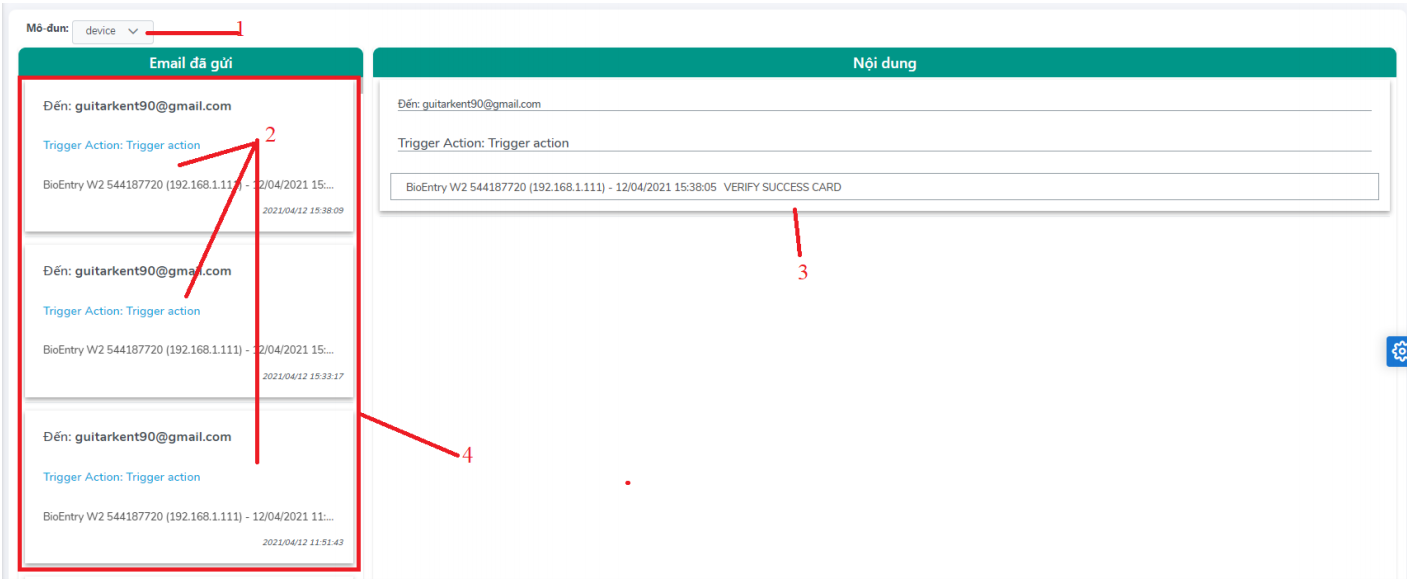 Mô-đun: device
1
Email đã gửi
Đến: guitarkent90@gmail.com
2
Trigger Action: Trigger action
BioEntry W2 544187720 (192.168.1.111) - 12/04/2021 15:...
2021/04/12 15:38:09
Đến: guitarkent90@gmail.com
Trigger Action: Trigger action
BioEntry W2 544187720 (192.168.1.111) - 12/04/2021 15:...
2021/04/12 15:33:17
Đến: guitarkent90@gmail.com
4
Trigger Action: Trigger action
BioEntry W2 544187720 (192.168.1.111) - 12/04/2021 11:...
2021/04/12 11:51:43
Nội dung
Đến: guitarkent90@gmail.com
Trigger Action: Trigger action
BioEntry W2 544187720 (192.168.1.111) - 12/04/2021 15:38:05 VERIFY SUCCESS CARD
3